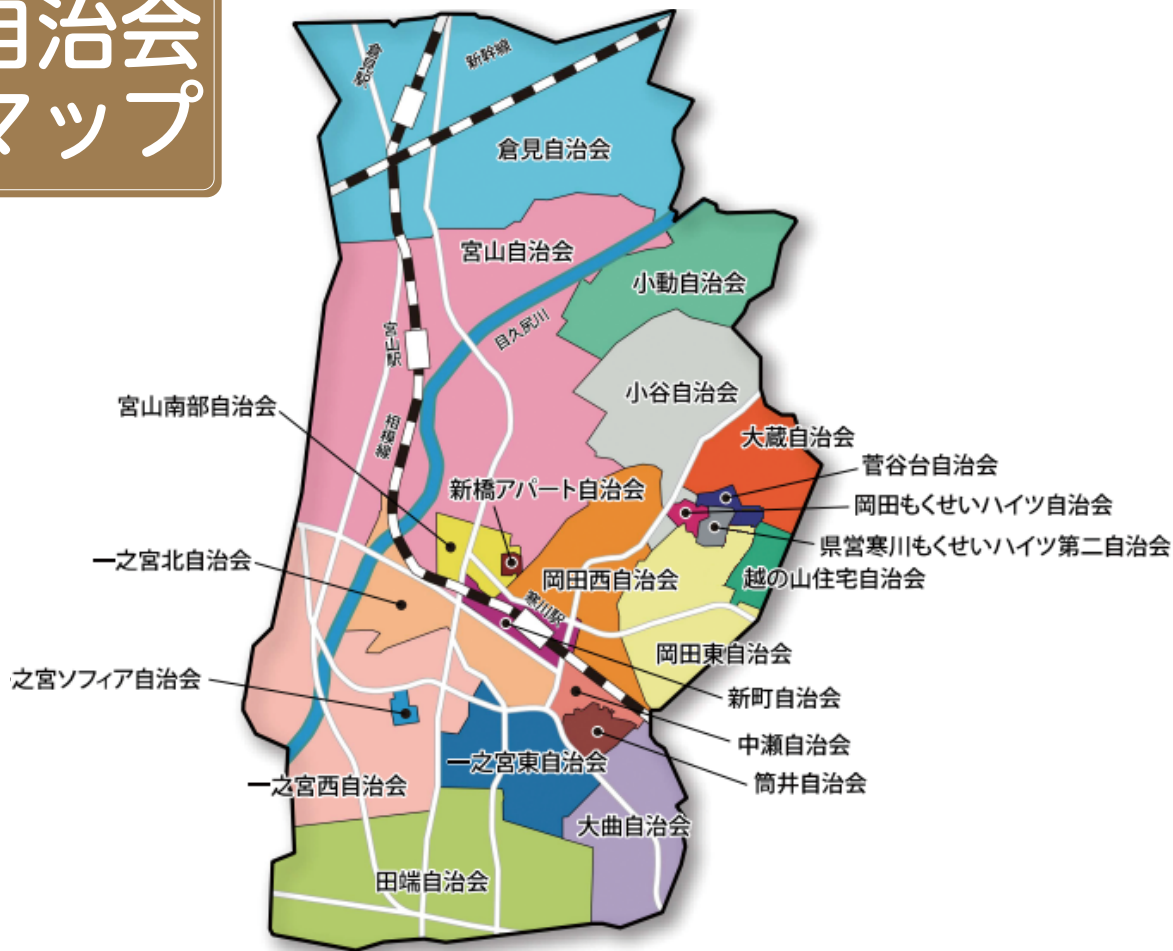 自治会
マップ
倉見駅
新幹線
倉見自治会
宮山自治会
小動自治会
目久尻川
宮山駅
小谷自治会
宮山南部自治会
相模線
大蔵自治会
菅谷台自治会
新橋アパート自治会
岡田もくせいハイツ自治会
県営寒川もくせいハイツ第二自治会
一之宮北自治会
岡田西自治会
越の山住宅自治会
寒川駅
岡田東自治会
之宮ソフィア自治会
新町自治会
中瀬自治会
一之宮東自治会
筒井自治会
一之宮西自治会
大曲自治会
田端自治会